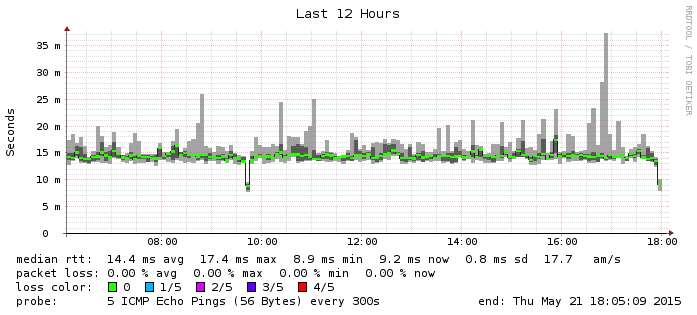 Last 12 Hours
RRDTOOL / TOBI OETIKER
Seconds
35 m
30 m
25 m
20 m
15 m
10 m
5 m
0
08:00 10:00 12:00 14:00 16:00 18:00
median rtt: 14.4 ms avg 17.4 ms max 8.9 ms min 9.2 ms now 0.8 ms sd 17.7 am/s
packet loss: 0.00 % avg 0.00 % max 0.00 % min 0.00 % now
loss color: 0 1/5 2/5 3/5 4/5
probe: 5 ICMP Echo Pings (56 Bytes) every 300s end: Thu May 21 18:05:09 2015